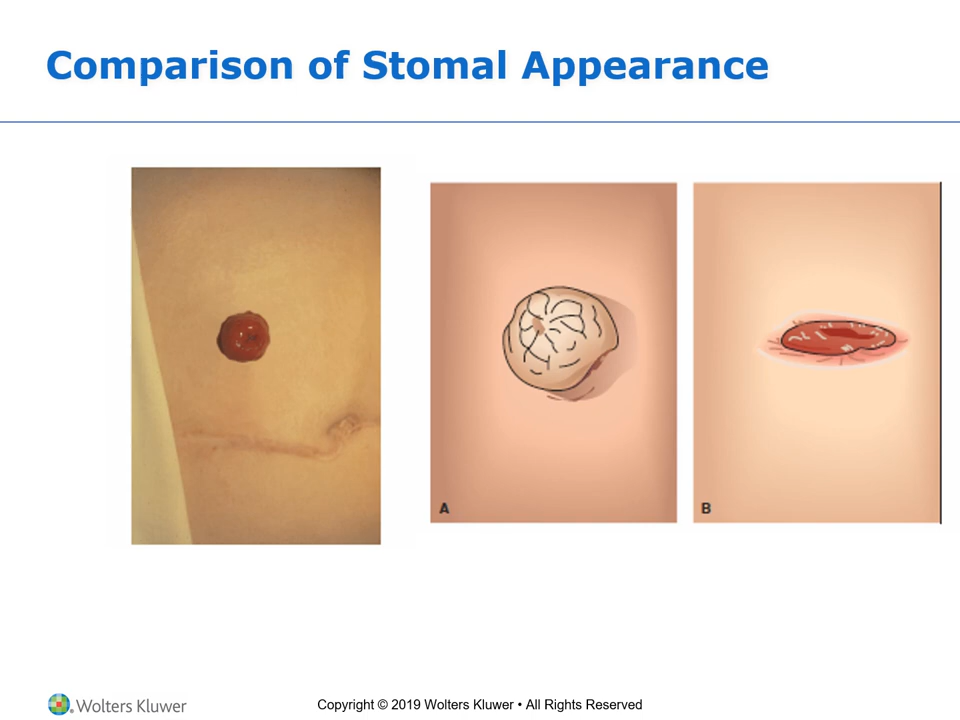 Comparison of Stomal Appearance
A
B
Wolters Kluwer
Copyright © 2019 Wolters Kluwer • All Rights Reserved